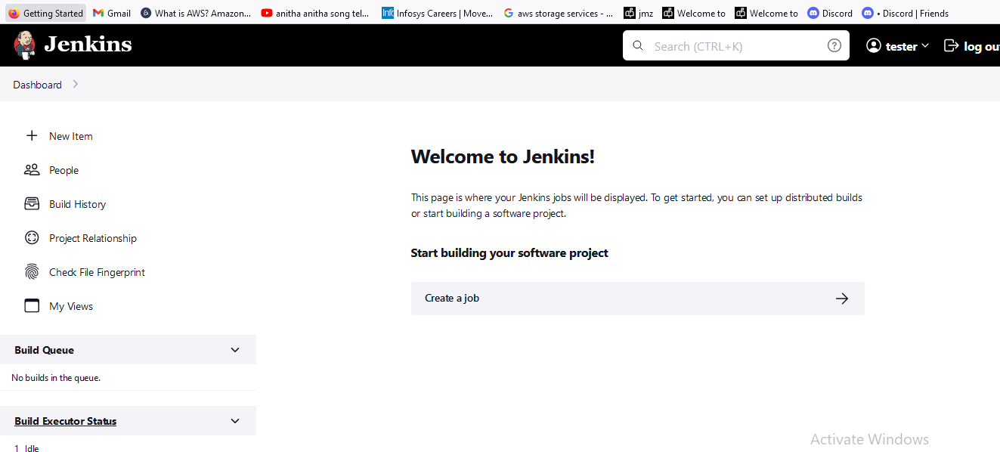 Getting Started Gmail What is AWS? Amazon... anitha anitha song tel... Infosys Careers | Move... aws storage services - ... jmz Welcome to Welcome to Discord • Discord | Friends
Jenkins Search (CTRL+K) tester log ou
Dashboard
New Item
People
Build History
Project Relationship
Check File Fingerprint
My Views
Build Queue
No builds in the queue.
Build Executor Status
1 Idle
Welcome to Jenkins!
This page is where your Jenkins jobs will be displayed. To get started, you can set up distributed builds
or start building a software project.
Start building your software project
Create a job
Activate Windows